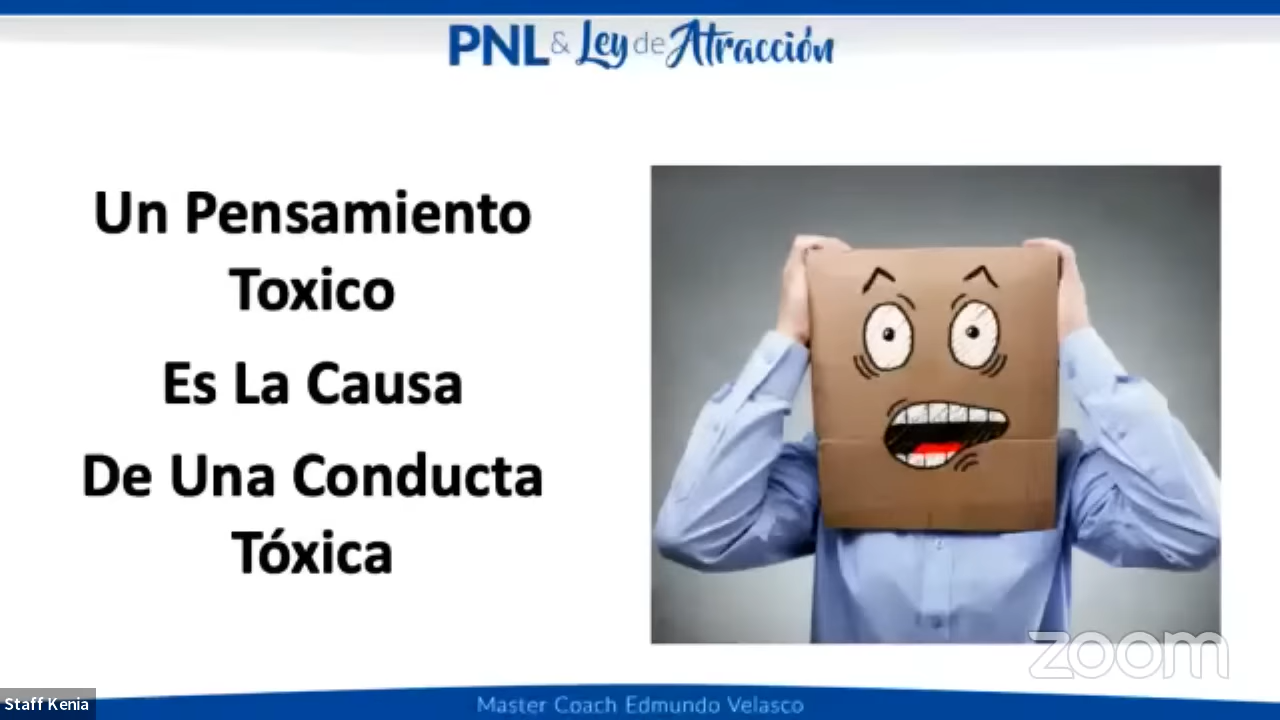 PNL & Ley de Atracción
Un Pensamiento
Toxico
Es La Causa
De Una Conducta
Tóxica
zoom
Staff Kenia
Master Coach Edmundo Velasco